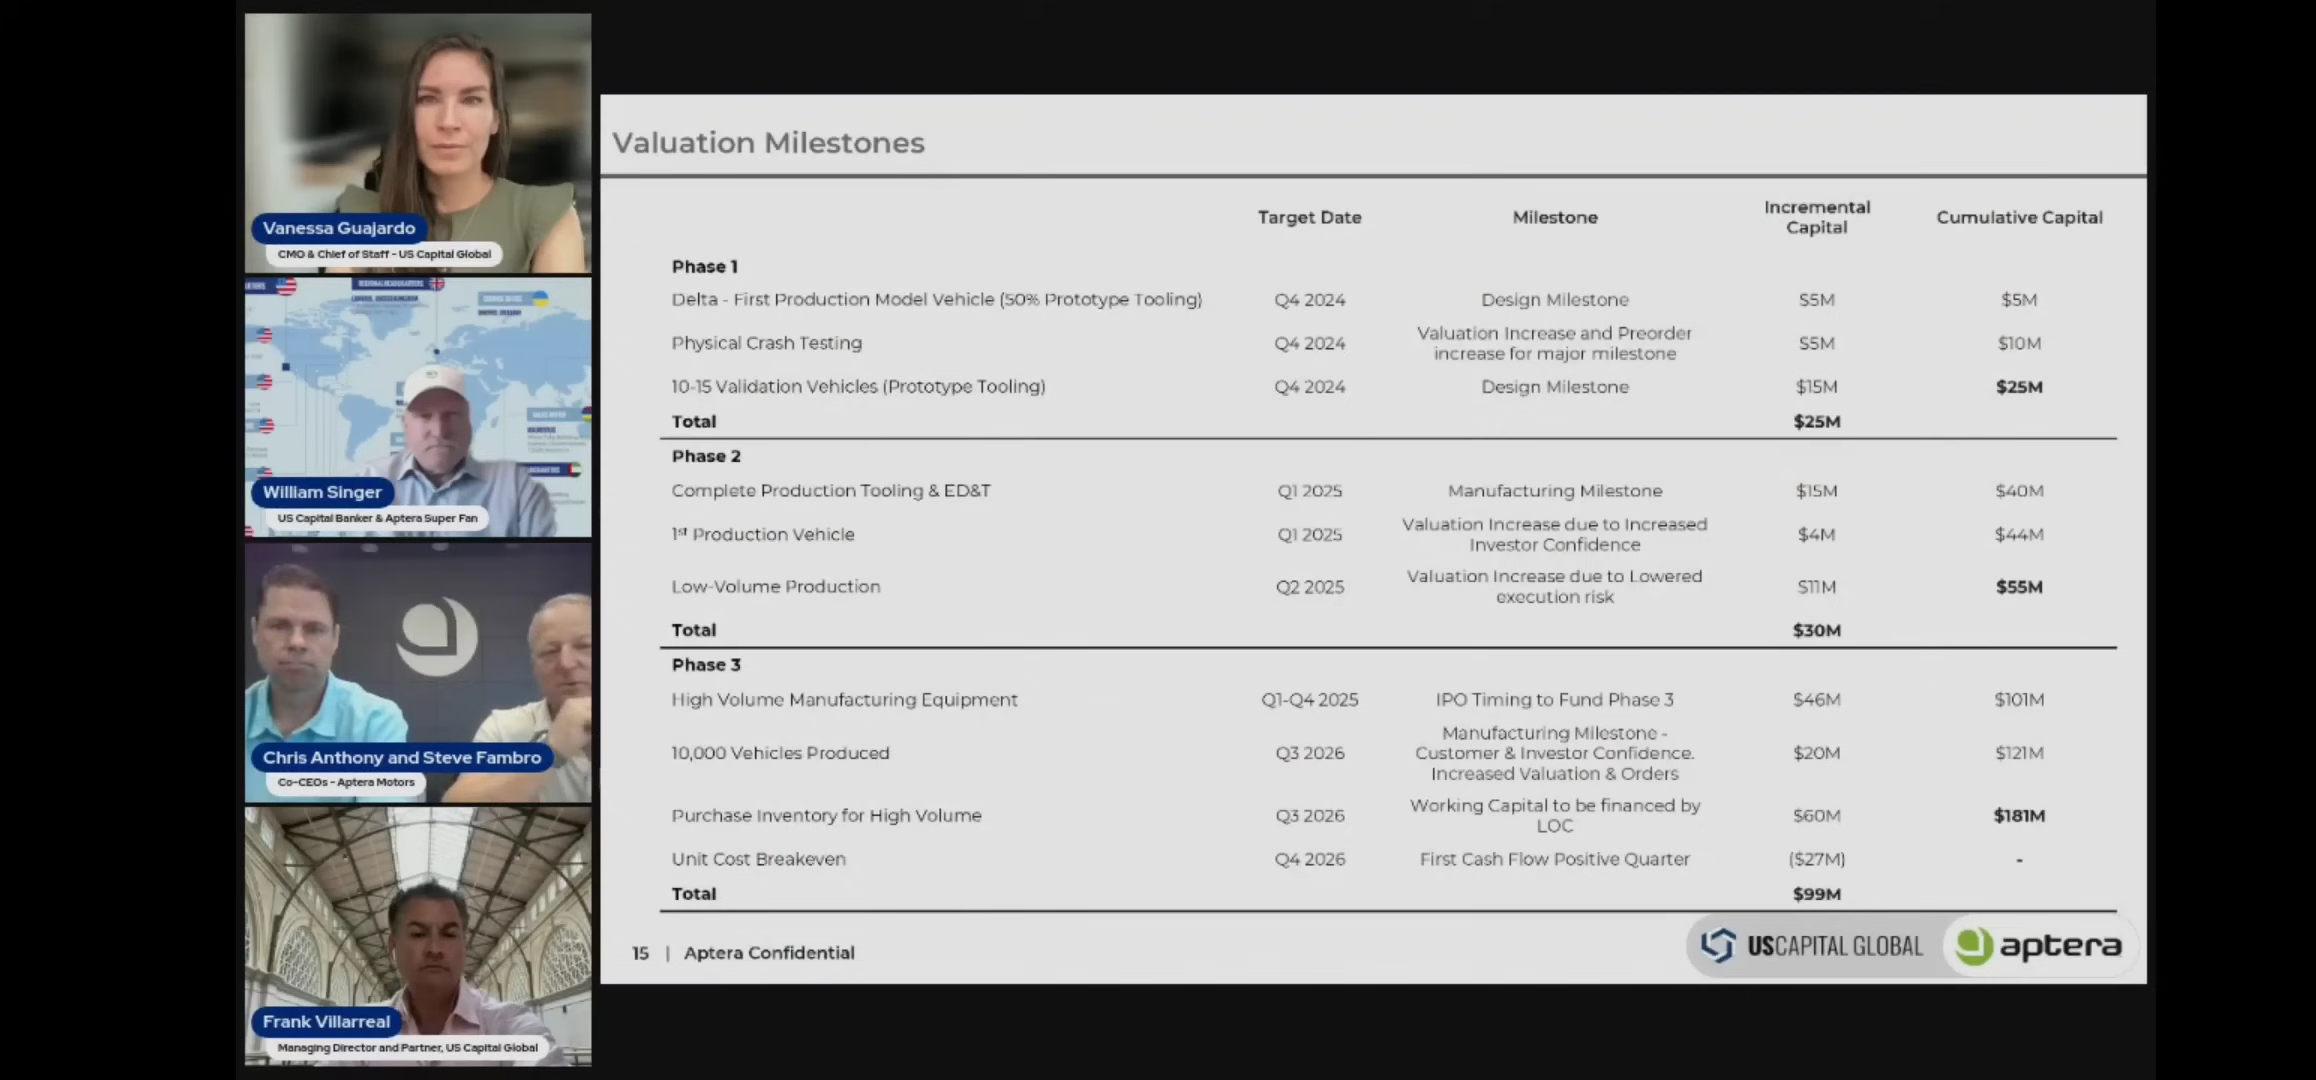 Vanessa Guajardo
CMO & Chief of Staff - US Capital Global
William Singer
US Capital Banker & Aptera Super Fan
Chris Anthony and Steve Fambro
Co-CEOs - Aptera Motors
Frank Villarreal
Managing Director and Partner, US Capital Global
Valuation Milestones
Target Date Milestone Incremental Capital Cumulative Capital
Phase 1
Delta - First Production Model Vehicle (50% Prototype Tooling) Q4 2024 Design Milestone $5M $5M
Physical Crash Testing Q4 2024 Valuation Increase and Preorder increase for major milestone $5M $10M
10-15 Validation Vehicles (Prototype Tooling) Q4 2024 Design Milestone $15M $25M
Total $25M
Phase 2
Complete Production Tooling & ED&T Q1 2025 Manufacturing Milestone $15M $40M
1st Production Vehicle Q1 2025 Valuation Increase due to Increased Investor Confidence $4M $44M
Low-Volume Production Q2 2025 Valuation Increase due to Lowered execution risk $11M $55M
Total $30M
Phase 3
High Volume Manufacturing Equipment Q1-Q4 2025 IPO Timing to Fund Phase 3 $46M $101M
10,000 Vehicles Produced Q3 2026 Manufacturing Milestone - Customer & Investor Confidence. Increased Valuation & Orders $20M $121M
Purchase Inventory for High Volume Q3 2026 Working Capital to be financed by LOC $60M $181M
Unit Cost Breakeven Q4 2026 First Cash Flow Positive Quarter ($27M) -
Total $99M
15 | Aptera Confidential
USCAPITAL GLOBAL
aptera